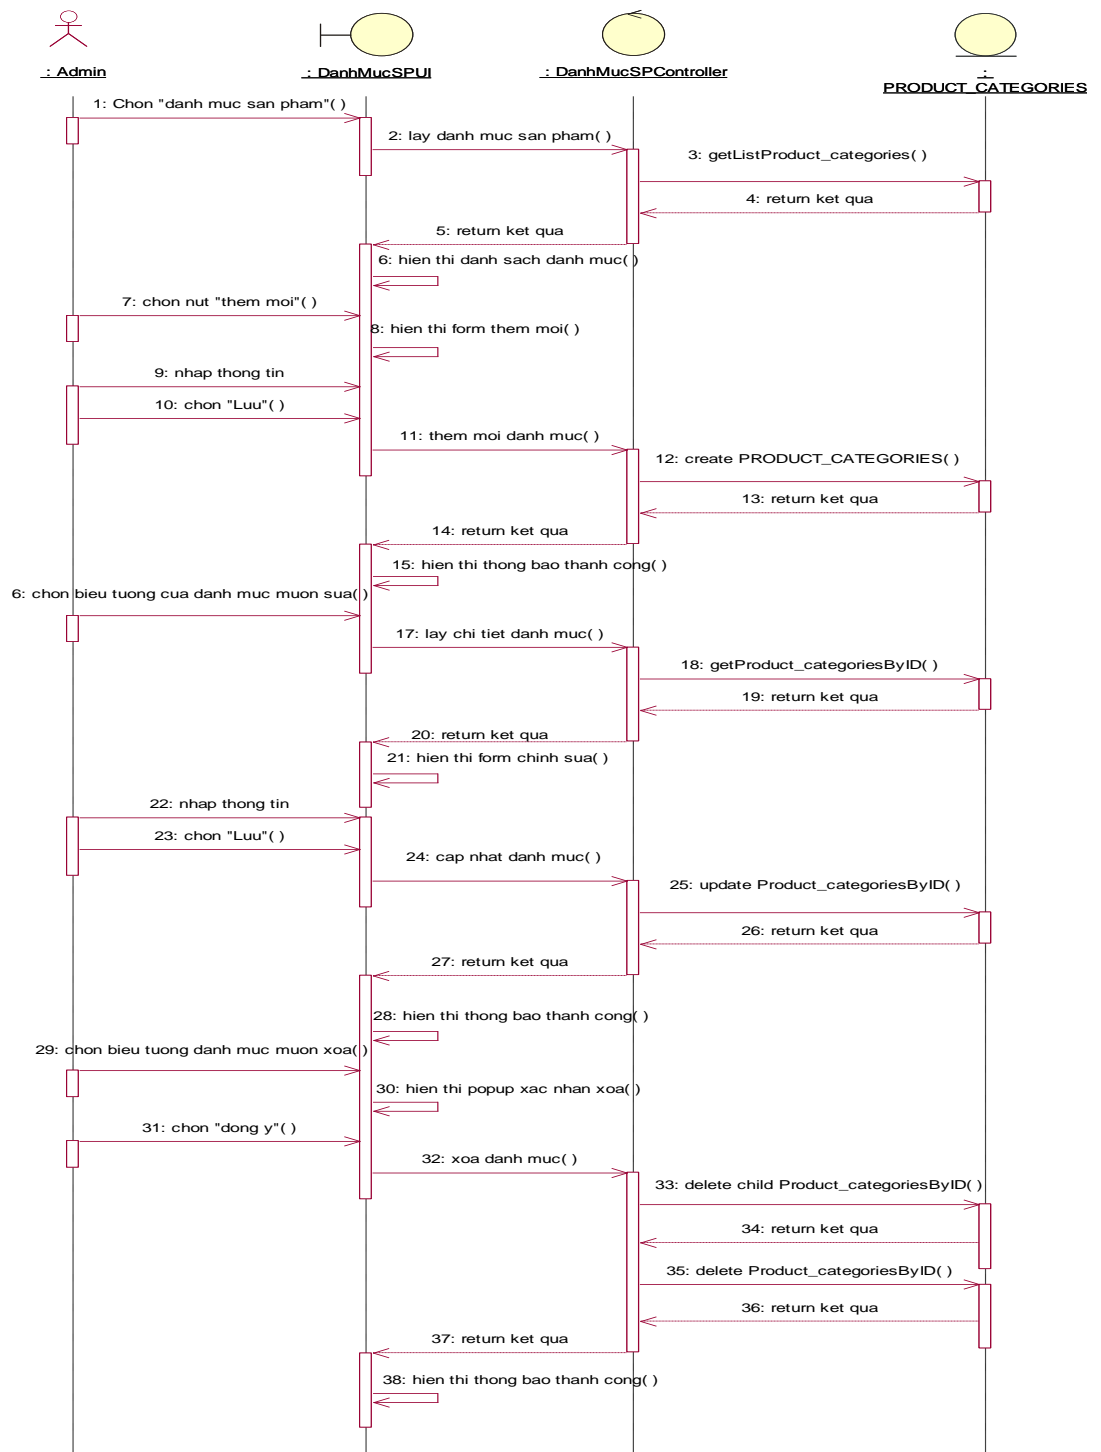 : Admin
: DanhMucSPUI
: DanhMucSPController
:
PRODUCT_CATEGORIES
1: Chon "danh muc san pham"( )
2: lay danh muc san pham( )
3: getListProduct_categories( )
4: return ket qua
5: return ket qua
6: hien thi danh sach danh muc( )
7: chon nut "them moi"( )
8: hien thi form them moi( )
9: nhap thong tin
10: chon "Luu"( )
11: them moi danh muc( )
12: create PRODUCT_CATEGORIES( )
13: return ket qua
14: return ket qua
15: hien thi thong bao thanh cong( )
6: chon bieu tuong cua danh muc muon sua( )
17: lay chi tiet danh muc( )
18: getProduct_categoriesByID( )
19: return ket qua
20: return ket qua
21: hien thi form chinh sua( )
22: nhap thong tin
23: chon "Luu"( )
24: cap nhat danh muc( )
25: update Product_categoriesByID( )
26: return ket qua
27: return ket qua
28: hien thi thong bao thanh cong( )
29: chon bieu tuong danh muc muon xoa( )
30: hien thi popup xac nhan xoa( )
31: chon "dong y"( )
32: xoa danh muc( )
33: delete child Product_categoriesByID( )
34: return ket qua
35: delete Product_categoriesByID( )
36: return ket qua
37: return ket qua
38: hien thi thong bao thanh cong( )